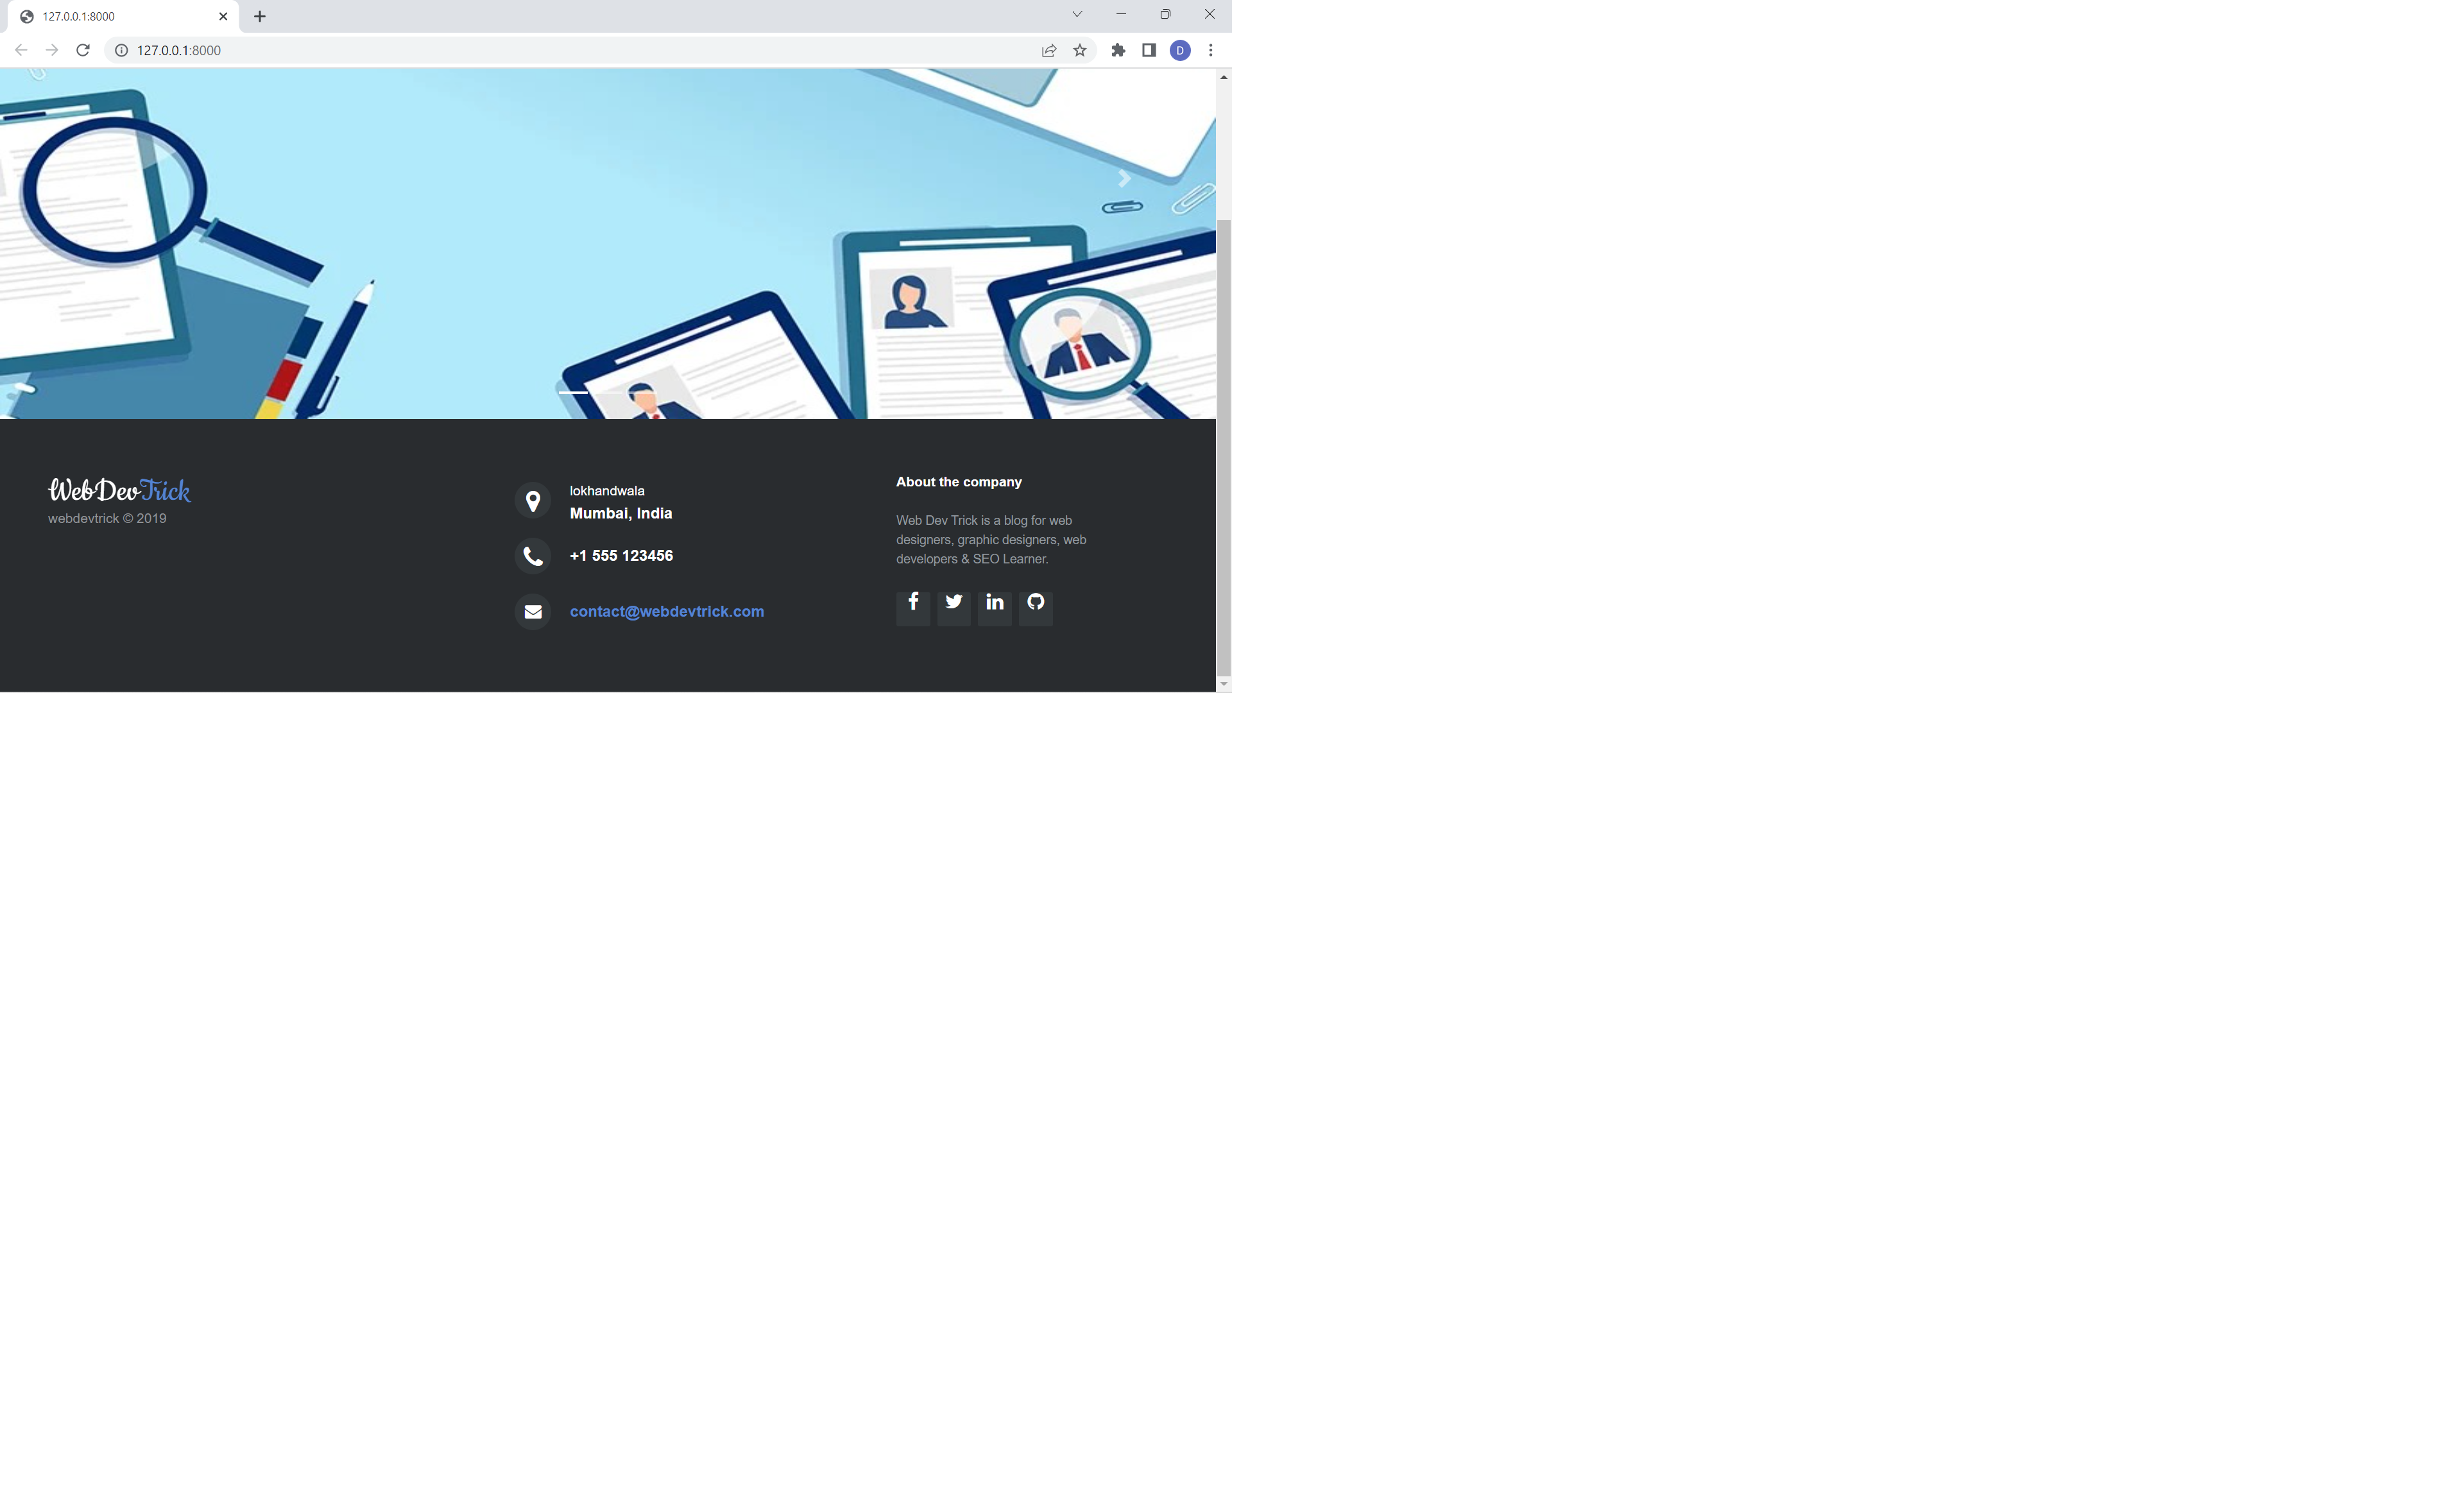 127.0.0.1:8000
127.0.0.1:8000
D
WebDevTrick
webdevtrick © 2019
lokhandwala
Mumbai, India
+1 555 123456
contact@webdevtrick.com
About the company
Web Dev Trick is a blog for web
designers, graphic designers, web
developers & SEO Learner.